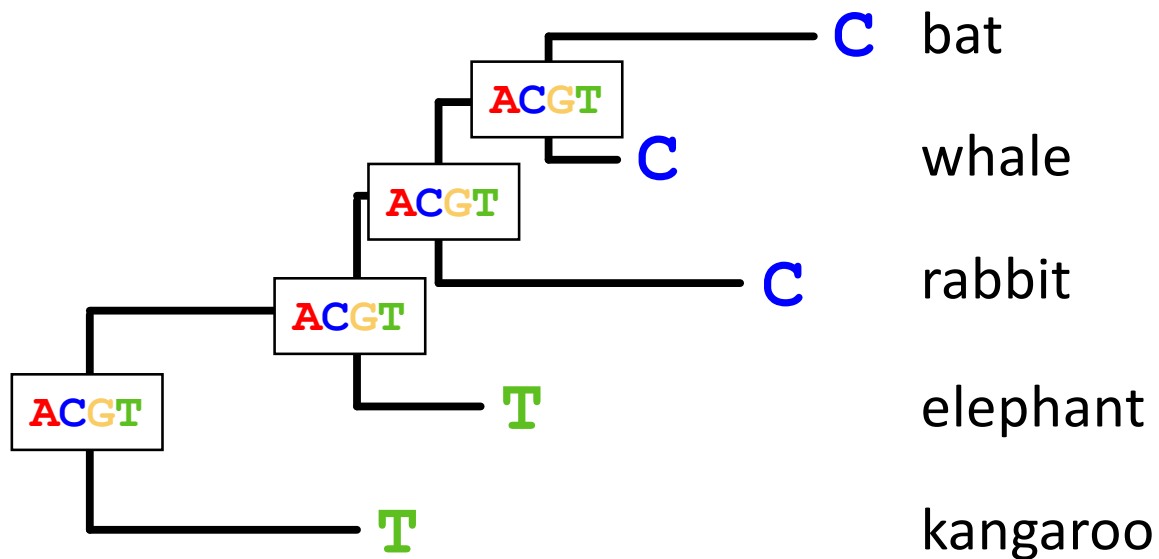 C bat
ACGT
C whale
ACGT
C rabbit
ACGT
T elephant
ACGT
T kangaroo